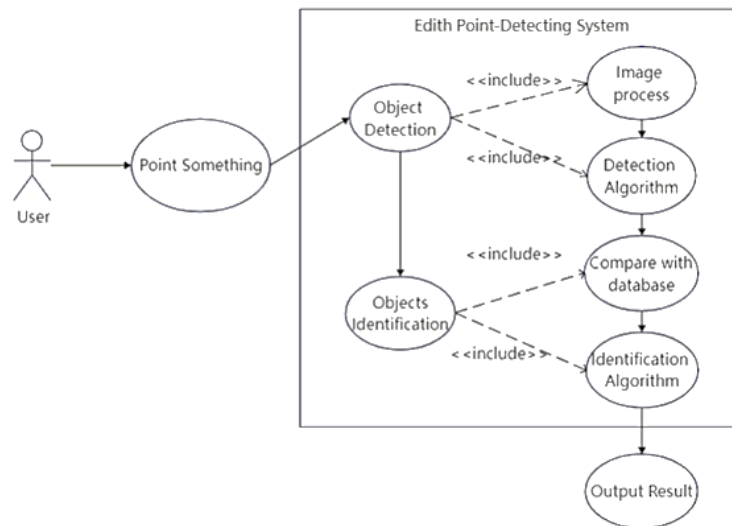 Edith Point-Detecting System
<<include>>
Image
process
Object
Detection
Point Something
<<include>>
Detection
Algorithm
User
<<include>>
Compare with
database
Objects
Identification
<<include>>
Identification
Algorithm
Output Result